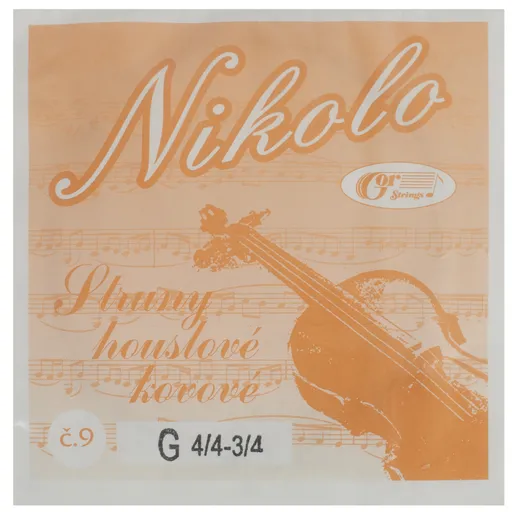 Nikolo
Gor
Strings
Struny
houslové
kovové
č.9
G 4/4-3/4